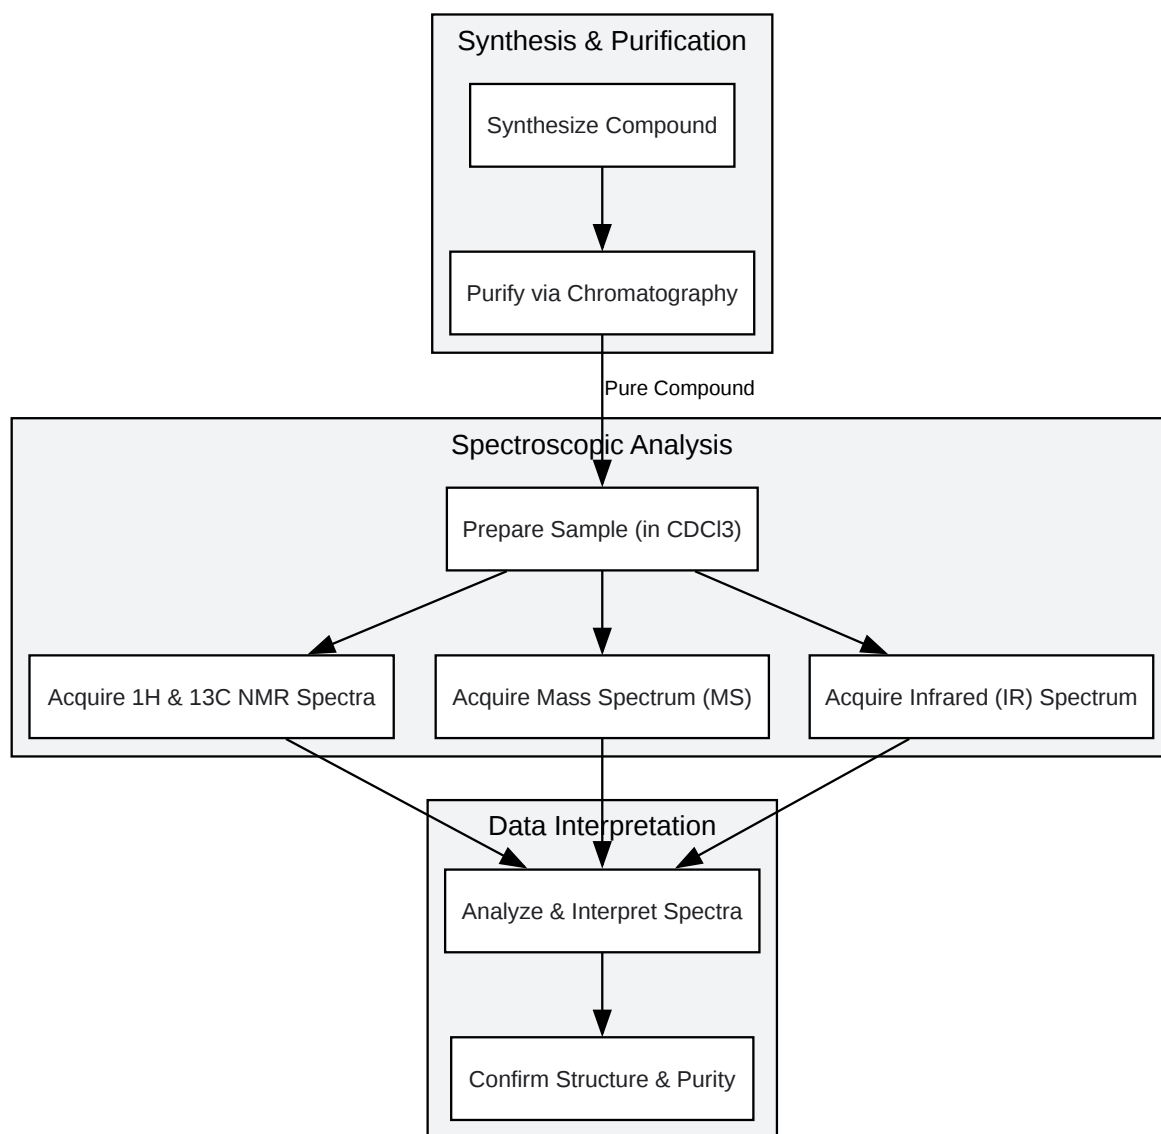 Synthesis & Purification
Synthesize Compound
Purify via Chromatography
Pure Compound
Spectroscopic Analysis
Prepare Sample (in CDCl3)
Acquire 1H & 13C NMR Spectra
Acquire Mass Spectrum (MS)
Acquire Infrared (IR) Spectrum
Data Interpretation
Analyze & Interpret Spectra
Confirm Structure & Purity